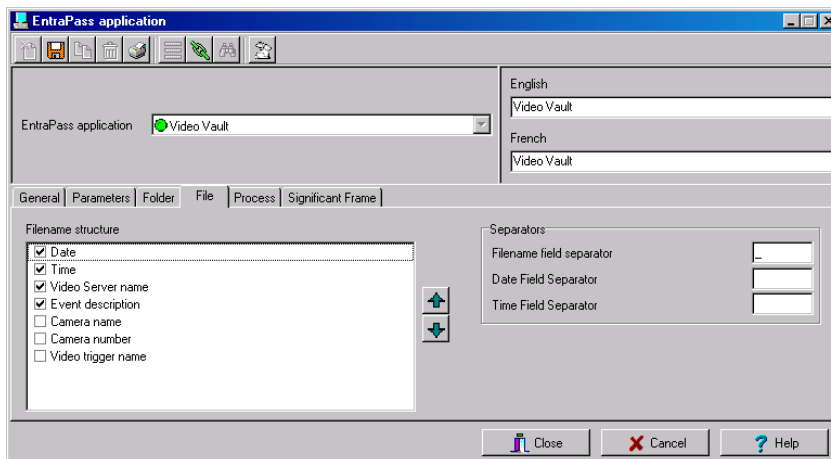 EntraPass application
English
Video Vault
EntraPass application
Video Vault
French
Video Vault
General
Parameters
Folder
File
Process
Significant Frame
Filename structure
Date
Time
Video Server name
Event description
Camera name
Camera number
Video trigger name
Separators
Filename field separator
_
Date Field Separator
Time Field Separator
Close
Cancel
? Help